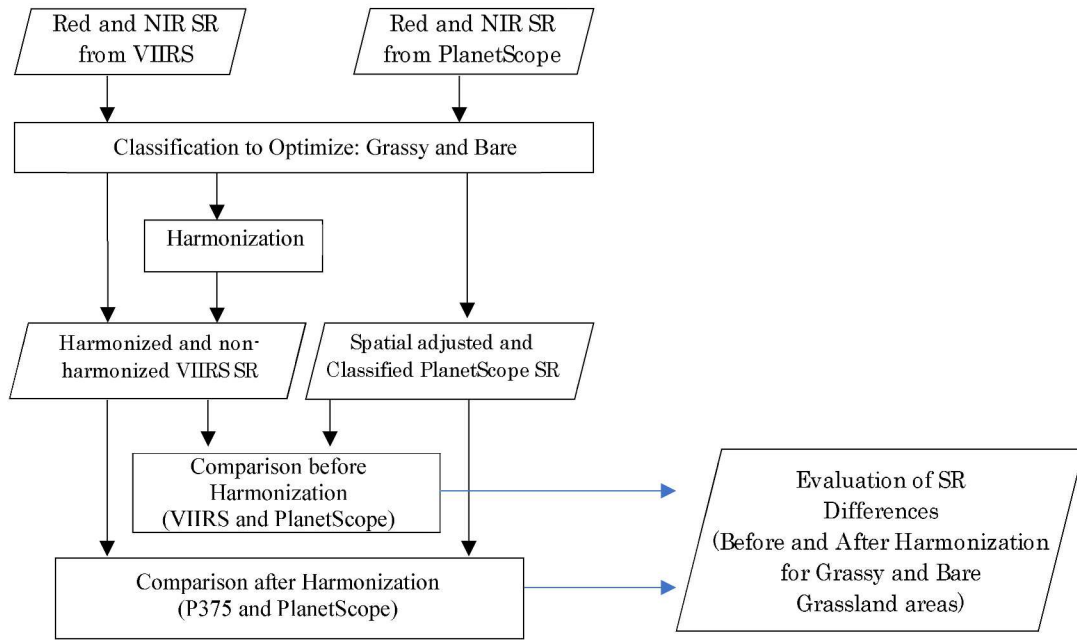 Red and NIR SR
from VIIRS
Red and NIR SR
from PlanetScope
Classification to Optimize: Grassy and Bare
Harmonization
Harmonized and non-
harmonized VIIRS SR
Spatial adjusted and
Classified PlanetScope SR
Comparison before
Harmonization
(VIIRS and PlanetScope)
Comparison after Harmonization
(P375 and PlanetScope)
Evaluation of SR
Differences
(Before and After Harmonization
for Grassy and Bare
Grassland areas)